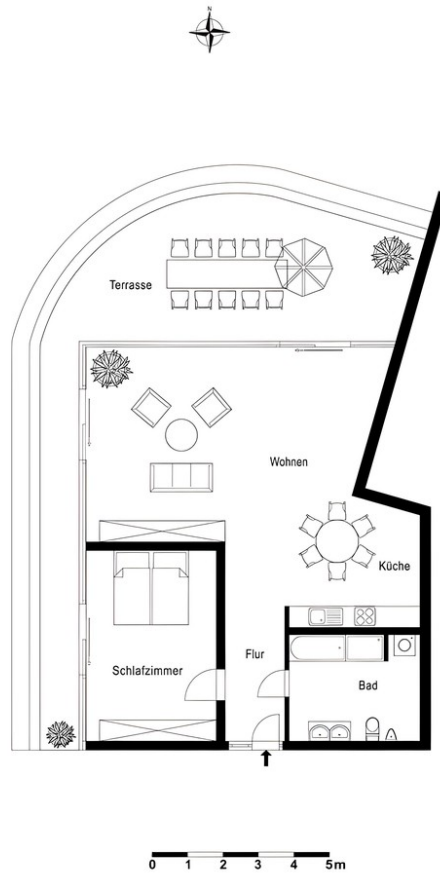 Terrasse
Wohnen
Küche
Schlafzimmer
Flur
Bad
0 1 2 3 4 5m